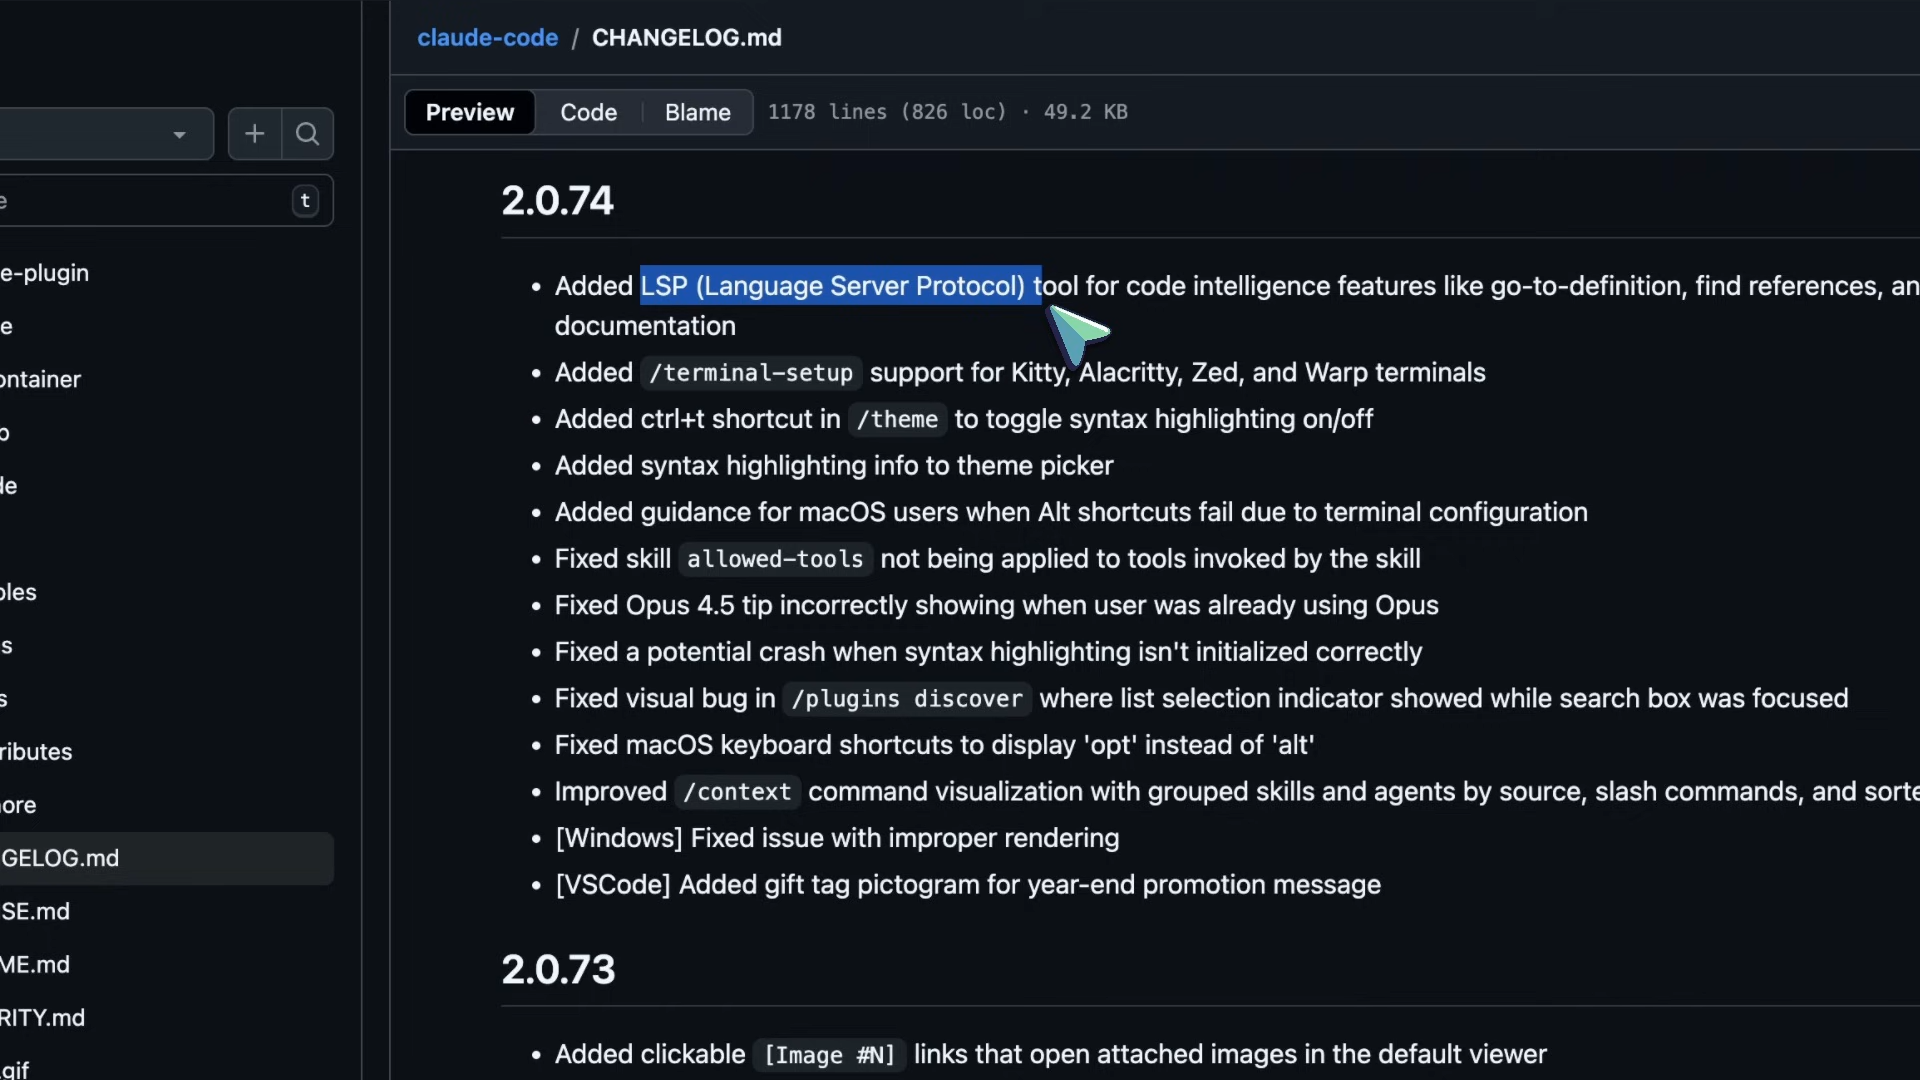 claude-code / CHANGELOG.md
Preview Code Blame 1178 lines (826 loc) · 49.2 KB
e t
e-plugin
e
ontainer
o
de
oles
s
s
ributes
ore
GELOG.md
SE.md
ME.md
RITY.md
.gif
2.0.74
• Added LSP (Language Server Protocol) tool for code intelligence features like go-to-definition, find references, an
documentation
• Added /terminal-setup support for Kitty, Alacritty, Zed, and Warp terminals
• Added ctrl+t shortcut in /theme to toggle syntax highlighting on/off
• Added syntax highlighting info to theme picker
• Added guidance for macOS users when Alt shortcuts fail due to terminal configuration
• Fixed skill allowed-tools not being applied to tools invoked by the skill
• Fixed Opus 4.5 tip incorrectly showing when user was already using Opus
• Fixed a potential crash when syntax highlighting isn't initialized correctly
• Fixed visual bug in /plugins discover where list selection indicator showed while search box was focused
• Fixed macOS keyboard shortcuts to display 'opt' instead of 'alt'
• Improved /context command visualization with grouped skills and agents by source, slash commands, and sorte
• [Windows] Fixed issue with improper rendering
• [VSCode] Added gift tag pictogram for year-end promotion message
2.0.73
• Added clickable [Image #N] links that open attached images in the default viewer